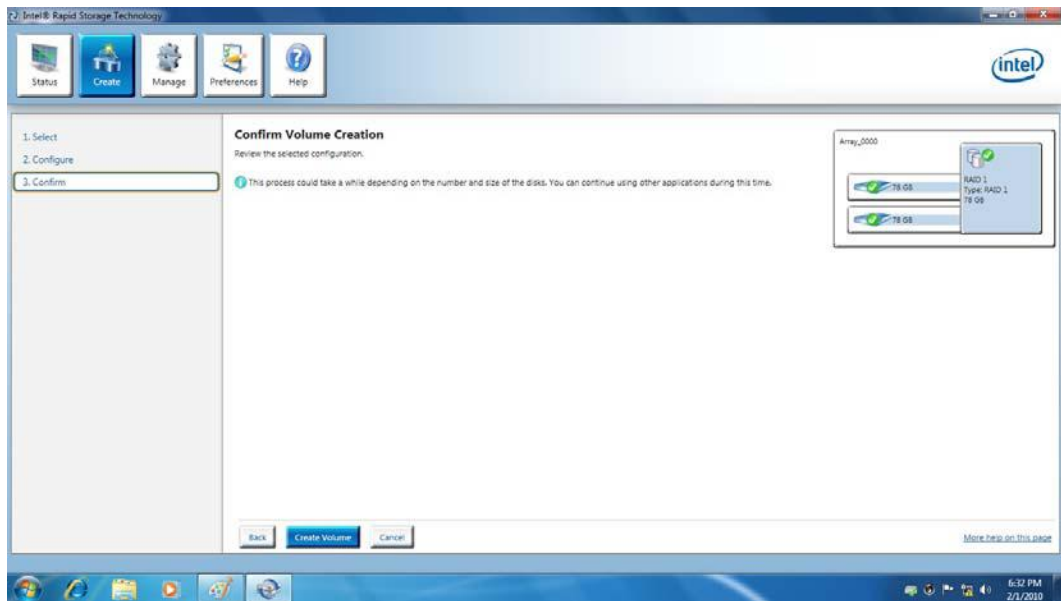 Intel® Rapid Storage Technology
Status
Create
Manage
Preferences
Help
intel
1. Select
2. Configure
3. Confirm
Confirm Volume Creation
Review the selected configuration.
This process could take a while depending on the number and size of the disks. You can continue using other applications during this time.
Array_0000
78 GB
78 GB
RAID 1
Type: RAID 1
78 GB
Back
Create Volume
Cancel
More help on this page
6:32 PM
2/1/2010